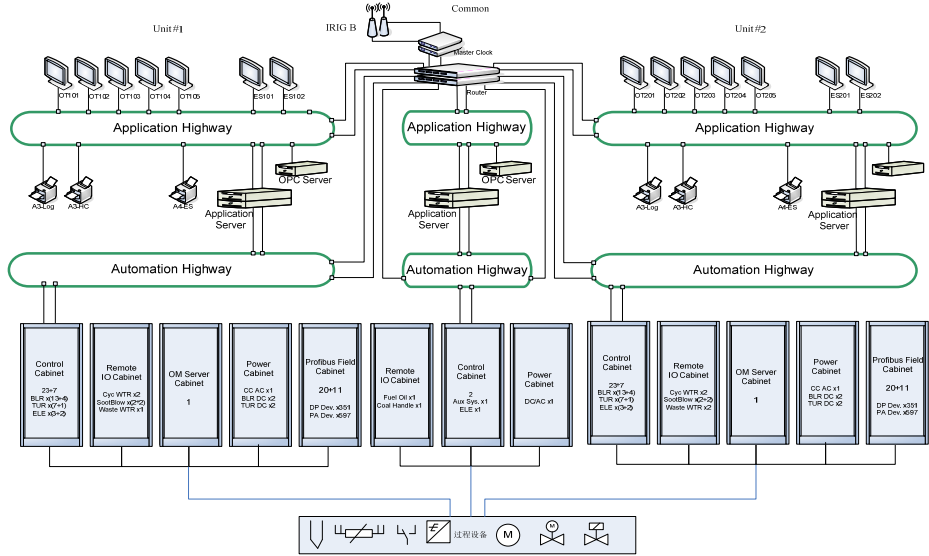 Common
Unit#1
IRIG B
Unit#2
Master Clock
Router
OT101
OT102
OT103
OT104
OT105
ES101
ES102
OT201
OT202
OT203
OT204
OT205
ES201
ES202
Application Highway
Application Highway
Application Highway
A3-Log
A3-HC
A4-ES
OPC Server
Application
Server
OPC Server
Application
Server
A3-Log
A3-HC
A4-ES
Application
Server
Automation Highway
Automation Highway
Automation Highway
Control
Cabinet
23+7
BLR x(13+4)
TUR x(7+1)
ELE x(3+2)
Remote
IO Cabinet
Cyc WTR x2
SootBlow x(2*2)
Waste WTR x1
OM Server
Cabinet
1
Power
Cabinet
CC AC x1
BLR DC x2
TUR DC x2
Profibus Field
Cabinet
20+11
DP Dev. x351
PA Dev. x597
Remote
IO Cabinet
Fuel Oil x1
Coal Handle x1
Control
Cabinet
2
Aux Sys. x1
ELE x1
Power
Cabinet
DC/AC x1
Control
Cabinet
23+7
BLR x(13+4)
TUR x(7+1)
ELE x(3+2)
Remote
IO Cabinet
Cyc WTR x2
SootBlow x(2+2)
Waste WTR x2
OM Server
Cabinet
1
Power
Cabinet
CC AC x1
BLR DC x2
TUR DC x2
Profibus Field
Cabinet
20+11
DP Dev. x351
PA Dev. x597
过程设备
M
M